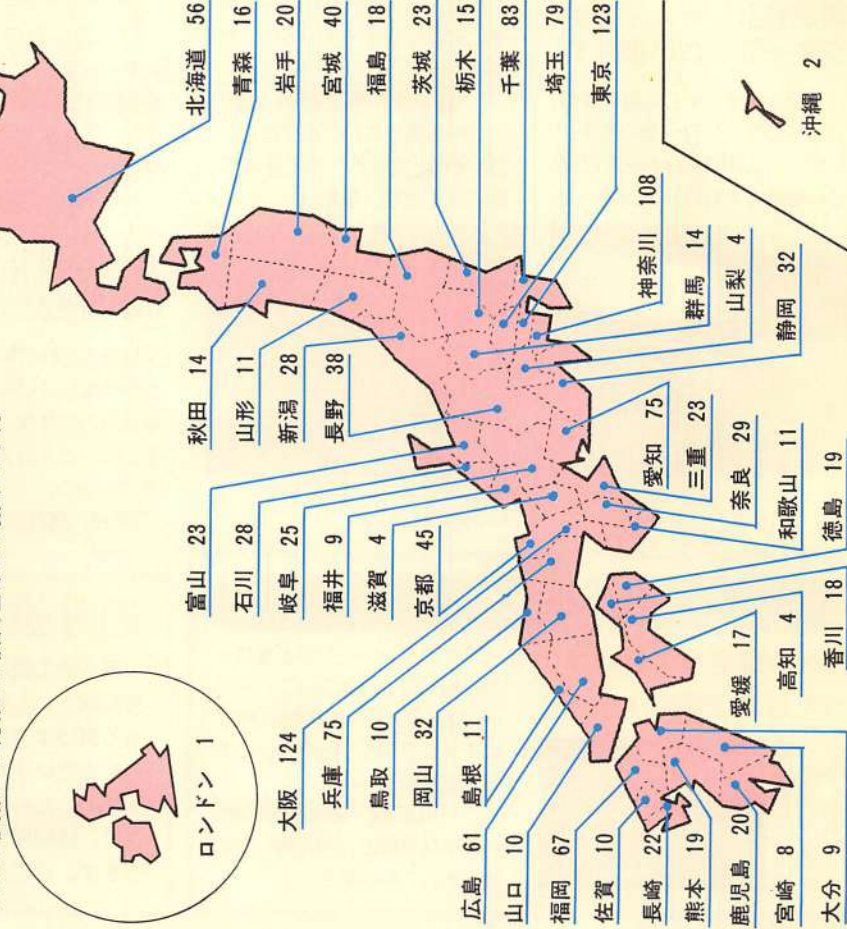 北海道 56
青森 16
岩手 20
宮城 40
福島 18
茨城 23
栃木 15
千葉 83
埼玉 79
東京 123
神奈川 108
群馬 14
山梨 4
静岡 32
沖縄 2
秋田 14
山形 11
新潟 28
長野 38
愛知 75
三重 23
奈良 29
和歌山 11
徳島 19
富山 23
石川 28
岐阜 25
福井 9
滋賀 4
京都 45
愛媛 17
高知 4
香川 18
大阪 124
兵庫 75
鳥取 10
岡山 32
島根 11
広島 61
山口 10
福岡 67
佐賀 10
長崎 22
熊本 19
鹿児島 20
宮崎 8
大分 9
ロンドン 1